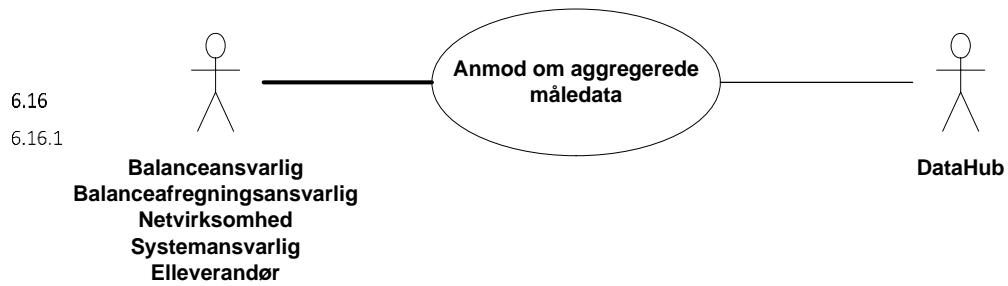 Anmod om aggregerede
måledata
6.16
6.16.1
Balanceansvarlig
Balanceafregningsansvarlig
Netvirksomhed
Systemansvarlig
Elleverandør
DataHub